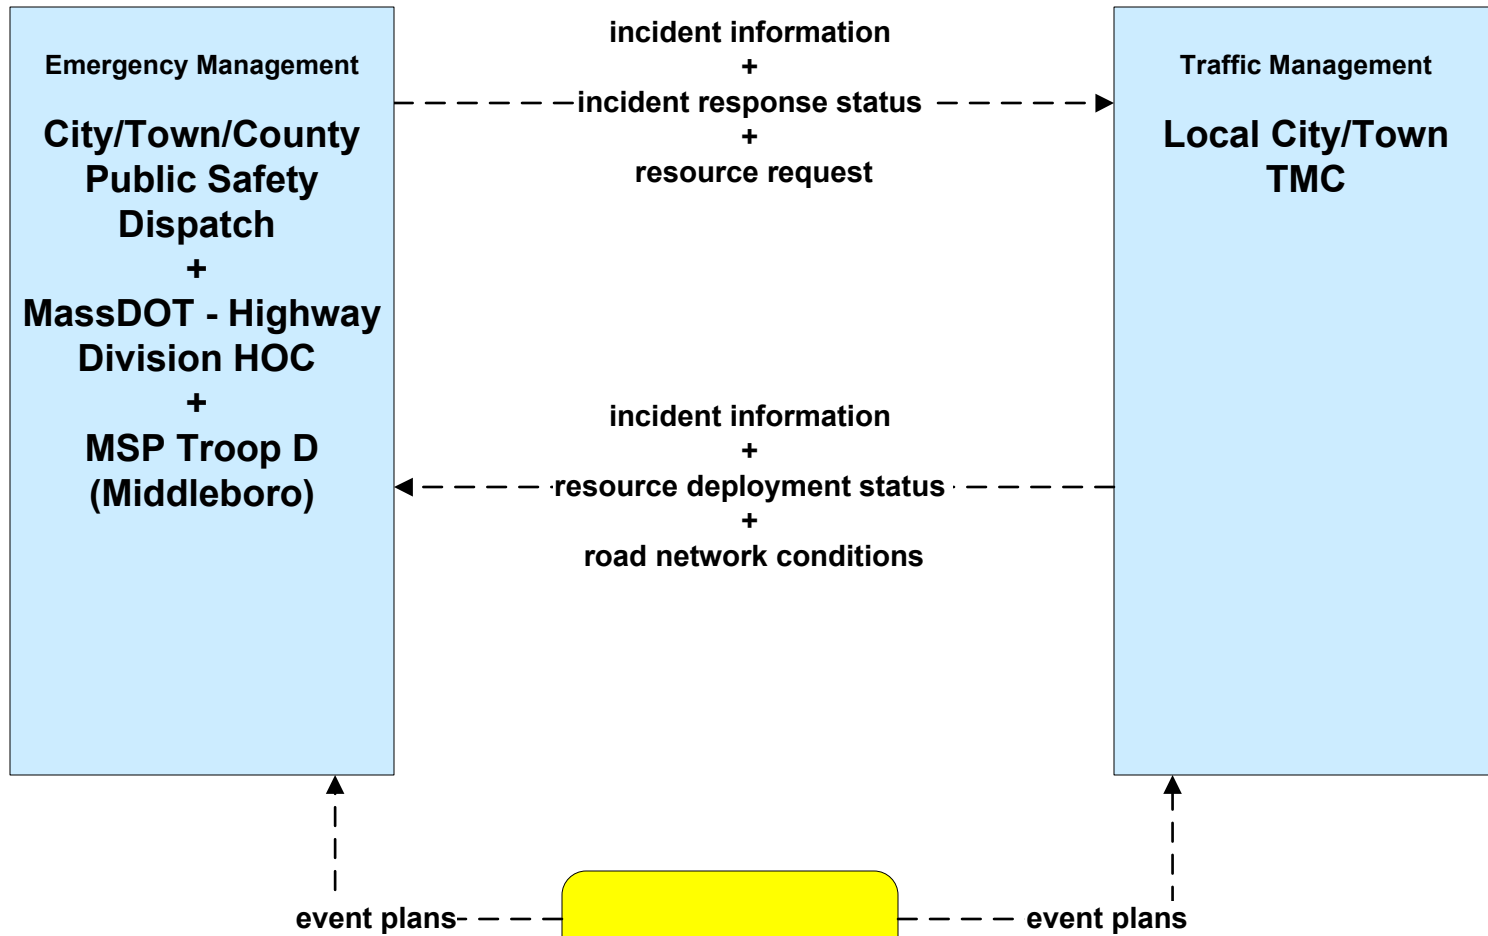 Emergency Management
City/Town/County
Public Safety
Dispatch
+
MassDOT - Highway
Division HOC
+
MSP Troop D
(Middleboro)
incident information
+
incident response status
+
resource request
incident information
+
resource deployment status
+
road network conditions
Traffic Management
Local City/Town
TMC
event plans
event plans